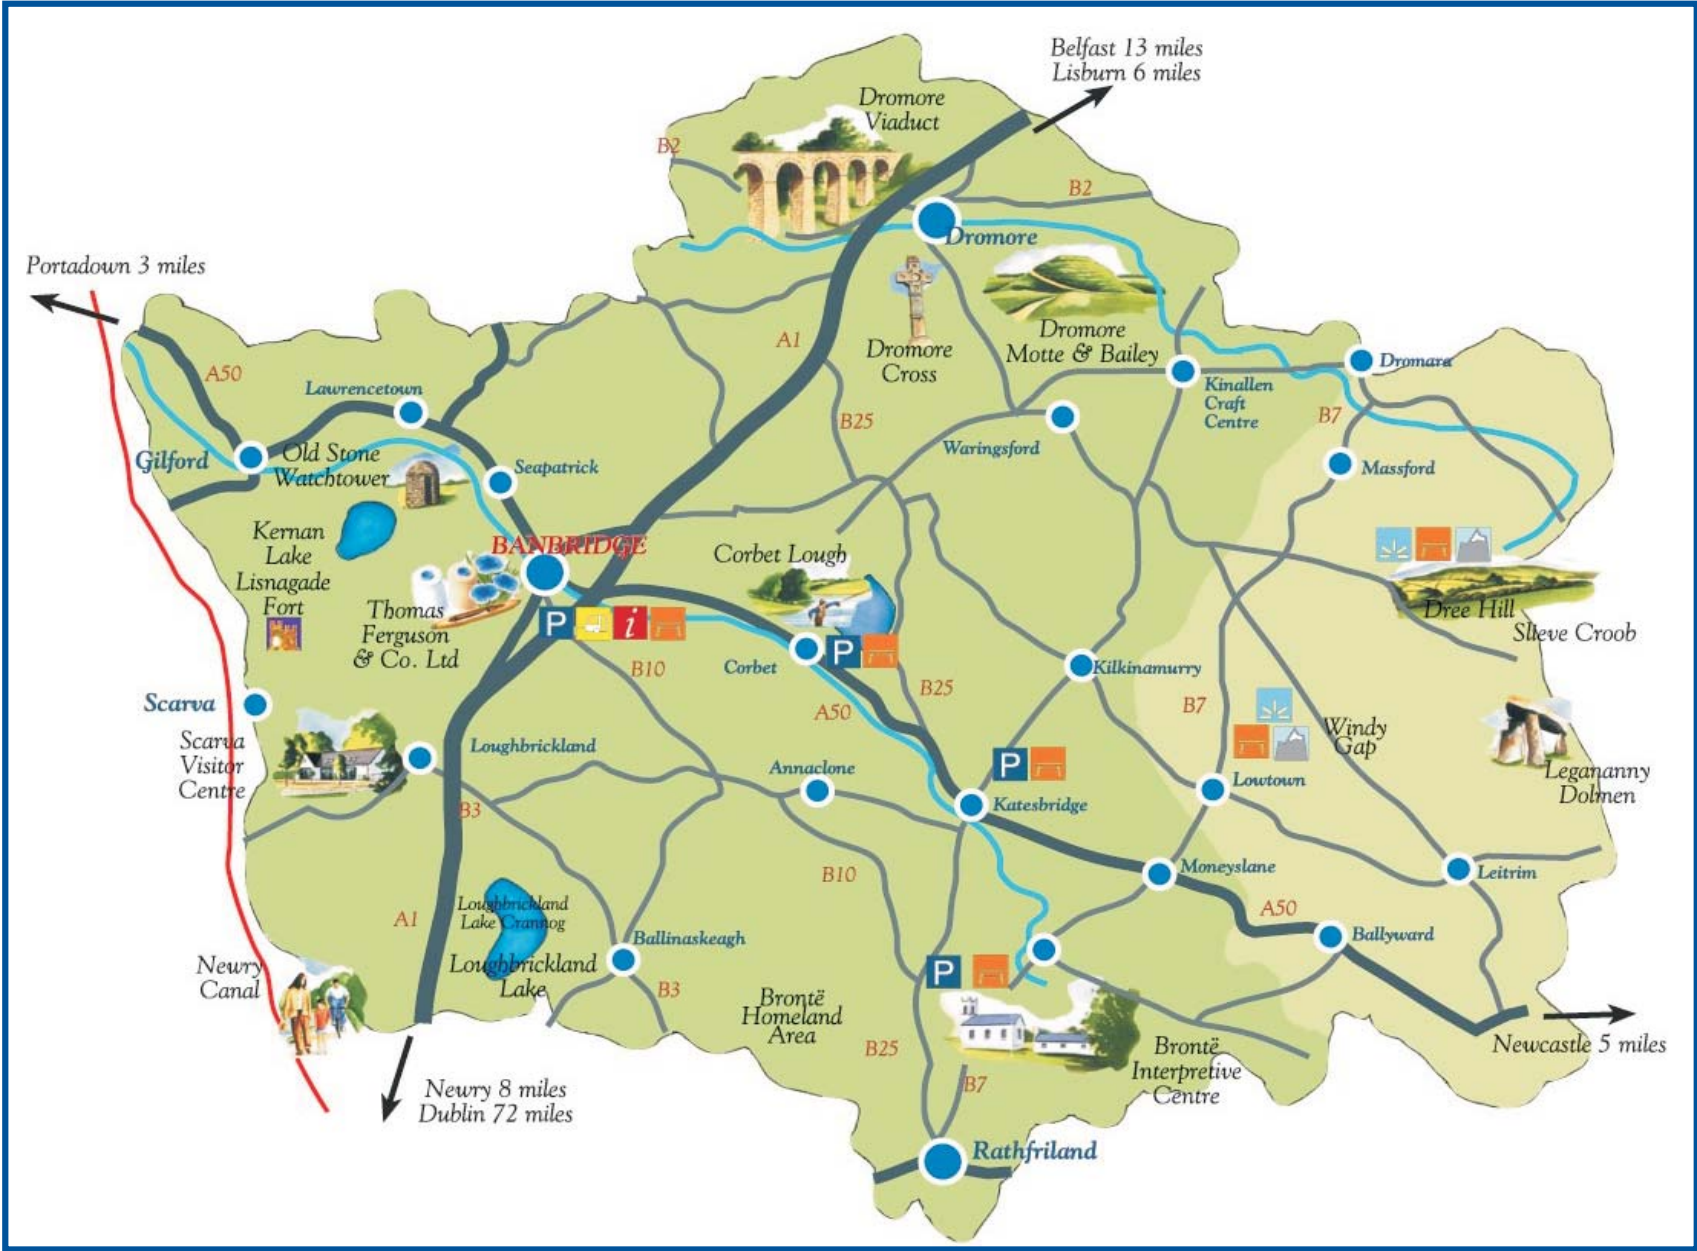 Belfast 13 miles
Lisburn 6 miles
Dromore
Viaduct
B2
B2
Dromore
Portadown 3 miles
A1
Dromore
Cross
Dromore
Motte & Bailey
A50
Lawrencetown
B25
Kinallen
Craft
Centre
Dromara
B7
Gilford
Old Stone
Watchtower
Seapatrick
Waringsford
Massford
Kernan
Lake
Lisnagade
Fort
BANBRIDGE
Corbet Lough
Thomas
Ferguson
& Co. Ltd
P
i
Dree Hill
Slieve Croob
Corbet
P
B10
B25
Kilkinamurry
Scarva
A50
B7
Windy
Gap
Scarva
Visitor
Centre
Loughbrickland
Annaclone
P
Katesbridge
Lowtown
Legananny
Dolmen
B3
B10
Moneyslane
Leitrim
A1
Loughbrickland
Lake Crannog
Ballinaskeagh
A50
Ballyward
Newry
Canal
Loughbrickland
Lake
B3
P
Brontë
Homeland
Area
B25
Brontë
Interpretive
Centre
Newcastle 5 miles
B7
Newry 8 miles
Dublin 72 miles
Rathfriland